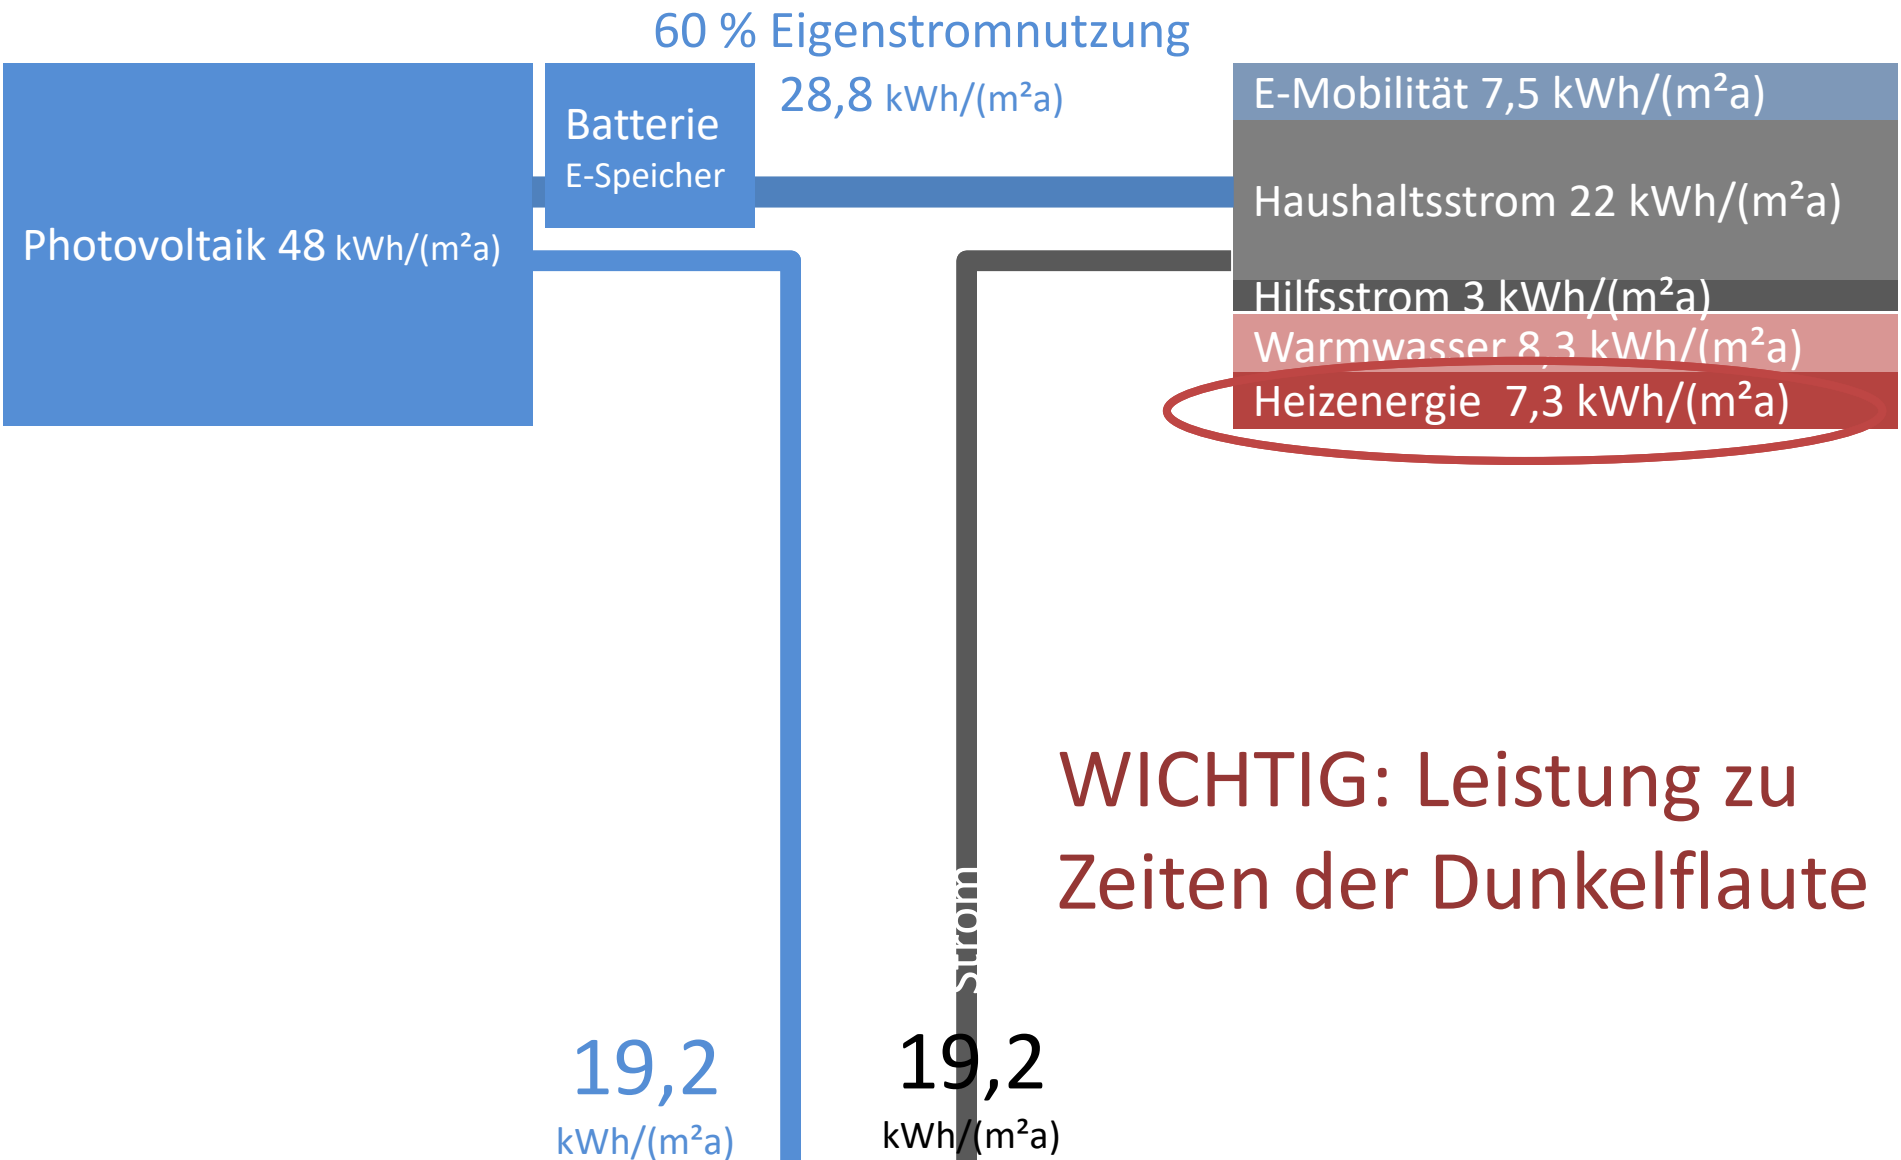 60 % Eigenstromnutzung
28,8 kWh/(m²a)
Batterie
E-Speicher
Photovoltaik 48 kWh/(m²a)
E-Mobilität 7,5 kWh/(m²a)
Haushaltsstrom 22 kWh/(m²a)
Hilfsstrom 3 kWh/(m²a)
Warmwasser 8,3 kWh/(m²a)
Heizenergie 7,3 kWh/(m²a)
WICHTIG: Leistung zu
Zeiten der Dunkelflaute
Strom
19,2
kWh/(m²a)
19,2
kWh/(m²a)